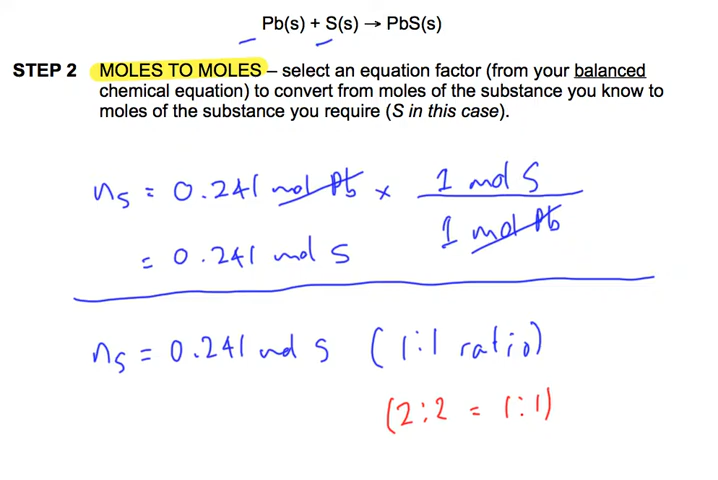 Pb(s) + S(s) → PbS(s)
STEP 2 MOLES TO MOLES – select an equation factor (from your balanced
chemical equation) to convert from moles of the substance you know to
moles of the substance you require (S in this case).
nₛ = 0.241 mol Pb × 1 mol S / 1 mol Pb
= 0.241 mol S
nₛ = 0.241 mol S (1:1 ratio)
(2:2 = 1:1)